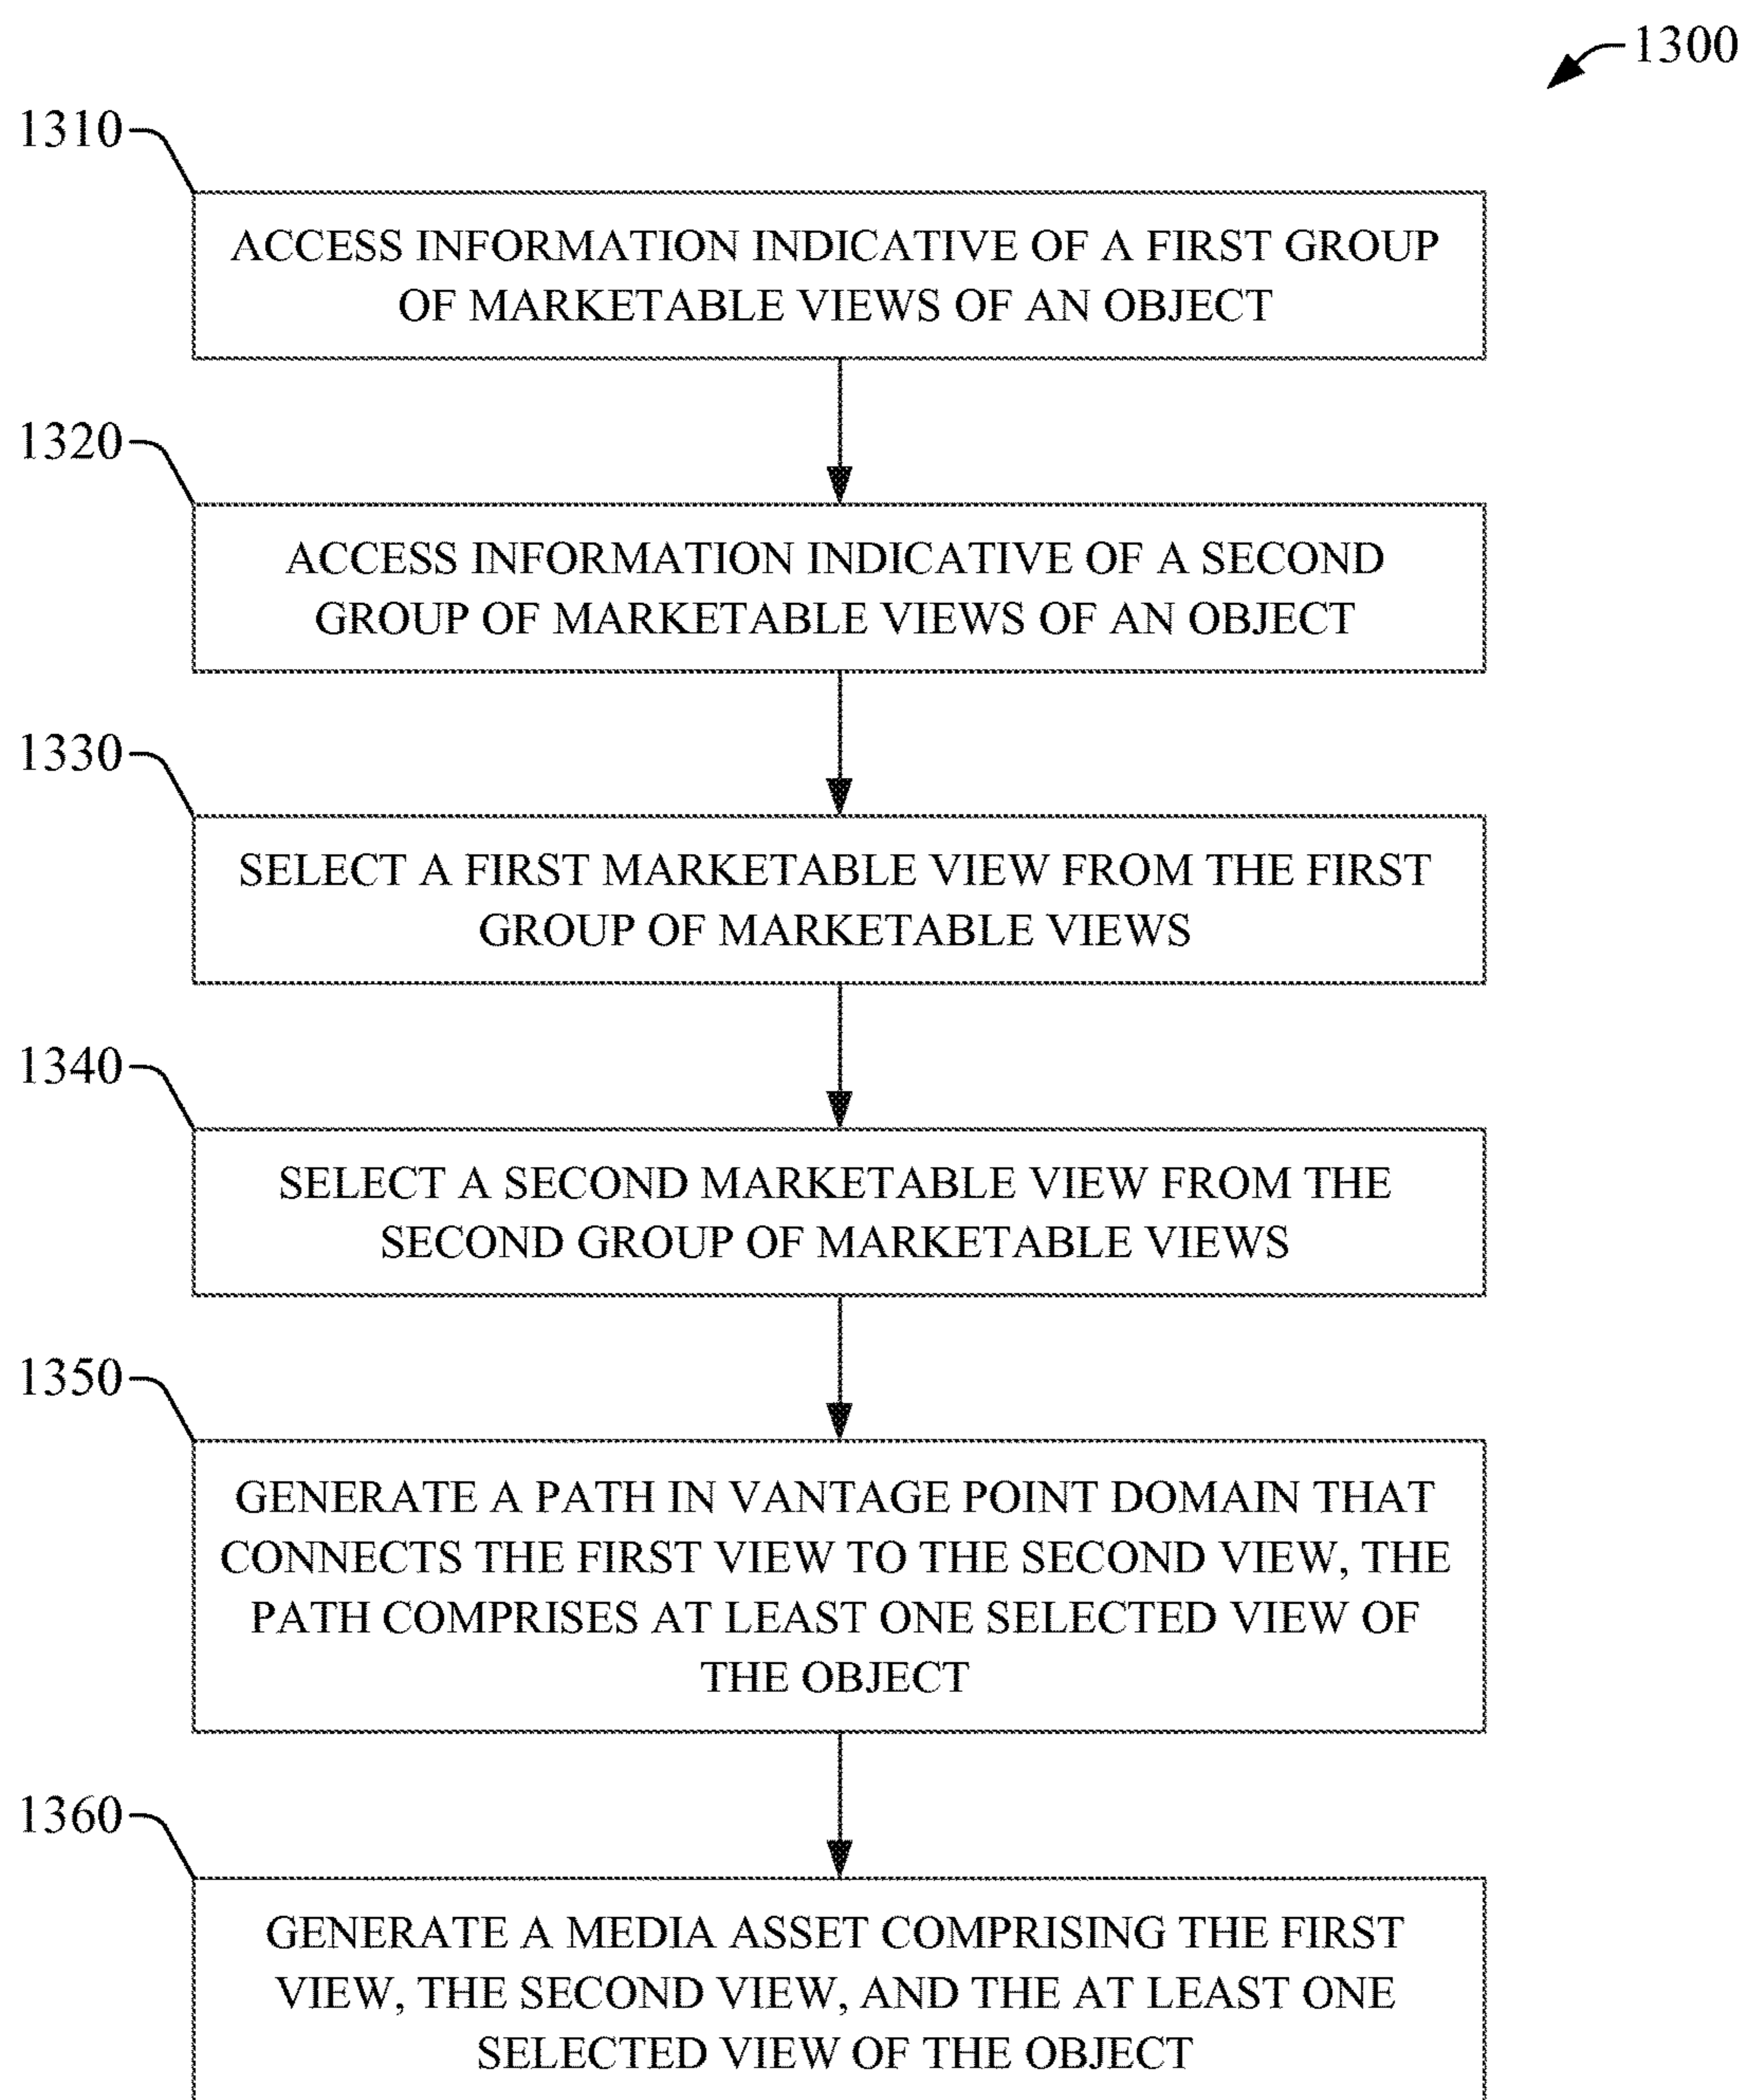 1300
1310
ACCESS INFORMATION INDICATIVE OF A FIRST GROUP
OF MARKETABLE VIEWS OF AN OBJECT
1320
ACCESS INFORMATION INDICATIVE OF A SECOND
GROUP OF MARKETABLE VIEWS OF AN OBJECT
1330
SELECT A FIRST MARKETABLE VIEW FROM THE FIRST
GROUP OF MARKETABLE VIEWS
1340
SELECT A SECOND MARKETABLE VIEW FROM THE
SECOND GROUP OF MARKETABLE VIEWS
1350
GENERATE A PATH IN VANTAGE POINT DOMAIN THAT
CONNECTS THE FIRST VIEW TO THE SECOND VIEW, THE
PATH COMPRISES AT LEAST ONE SELECTED VIEW OF
THE OBJECT
1360
GENERATE A MEDIA ASSET COMPRISING THE FIRST
VIEW, THE SECOND VIEW, AND THE AT LEAST ONE
SELECTED VIEW OF THE OBJECT